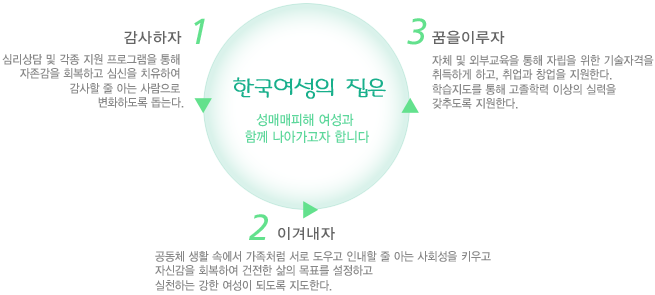 1 감사하자
심리상담 및 각종 지원 프로그램을 통해
자존감을 회복하고 심신을 치유하여
감사할 줄 아는 사람으로
변화하도록 돕는다.
한국여성의 집은
성매매피해 여성과
함께 나아가고자 합니다
3 꿈을이루자
자체 및 외부교육을 통해 자립을 위한 기술자격을
취득하게 하고, 취업과 창업을 지원한다.
학습지도를 통해 고졸학력 이상의 실력을
갖추도록 지원한다.
2 이겨내자
공동체 생활 속에서 가족처럼 서로 도우고 인내할 줄 아는 사회성을 키우고
자신감을 회복하여 건전한 삶의 목표를 설정하고
실천하는 강한 여성이 되도록 지도한다.